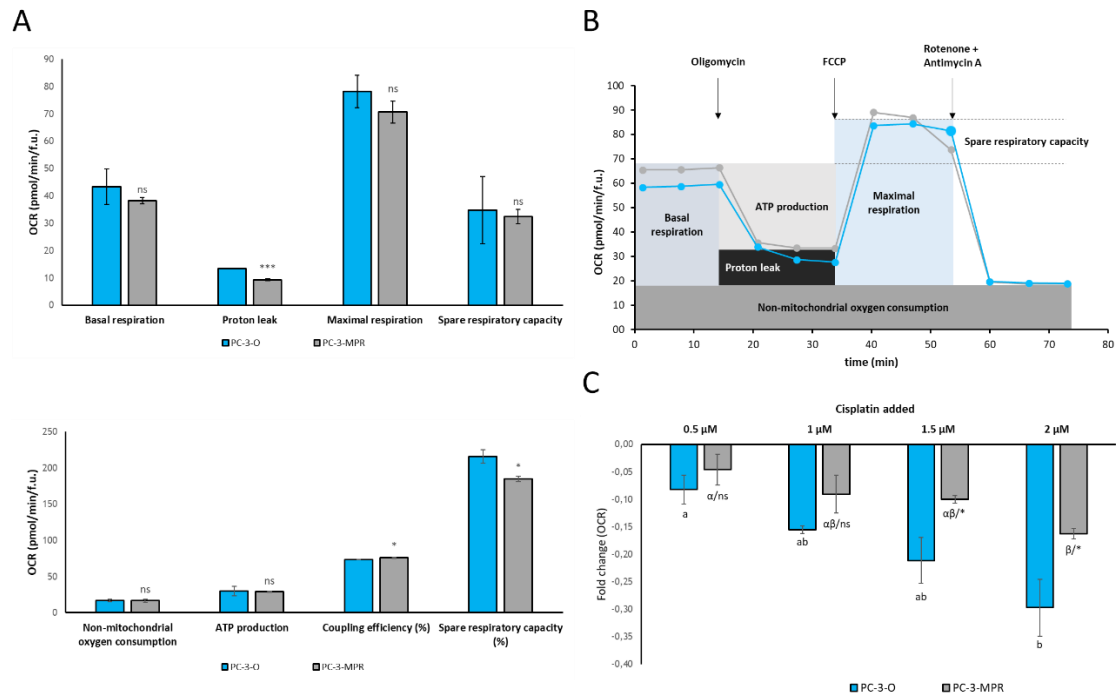 A
90
80
70
60
50
40
30
20
10
0
OCR (pmol/min/f.u.)
ns
***
ns
ns
Basal respiration
Proton leak
Maximal respiration
Spare respiratory capacity
PC-3-O
PC-3-MPR
250
200
150
100
50
0
OCR (pmol/min/f.u.)
ns
ns
*
*
Non-mitochondrial
oxygen consumption
ATP production
Coupling efficiency (%)
Spare respiratory capacity
(%)
PC-3-O
PC-3-MPR
B
Oligomycin
FCCP
Rotenone +
Antimycin A
100
90
80
70
60
50
40
30
20
10
00
OCR (pmol/min/f.u.)
Spare respiratory capacity
Basal
respiration
ATP production
Maximal
respiration
Proton leak
Non-mitochondrial oxygen consumption
0
10
20
30
40
50
60
70
80
time (min)
C
Cisplatin added
0.5 µM
1 µM
1.5 µM
2 µM
0,00
-0,05
-0,10
-0,15
-0,20
-0,25
-0,30
-0,35
-0,40
Fold change (OCR)
a
α/ns
ab
αβ/ns
ab
αβ/*
b
β/*
PC-3-O
PC-3-MPR